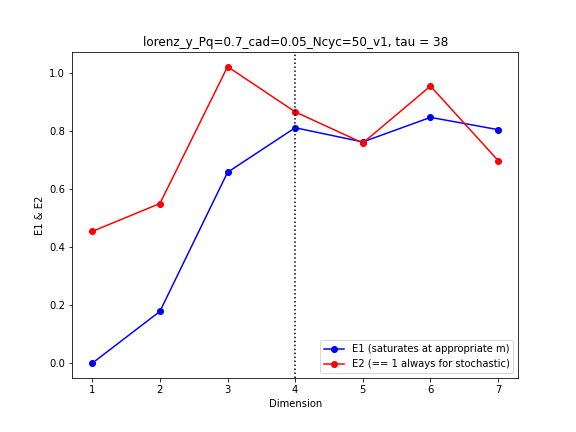 lorenz_y_Pq=0.7_cad=0.05_Ncyc=50_v1, tau = 38
1.0
0.8
0.6
0.4
0.2
0.0
E1 & E2
E1 (saturates at appropriate m)
E2 (== 1 always for stochastic)
1 2 3 4 5 6 7
Dimension